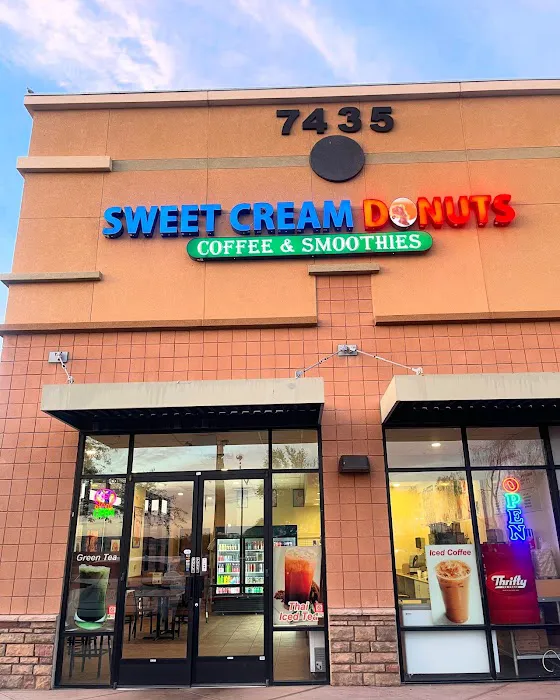 7435
SWEET CREAM DONUTS
COFFEE & SMOOTHIES
OPEN
Green Tea
Iced Coffee
Thrifty
Thai
Iced Tea